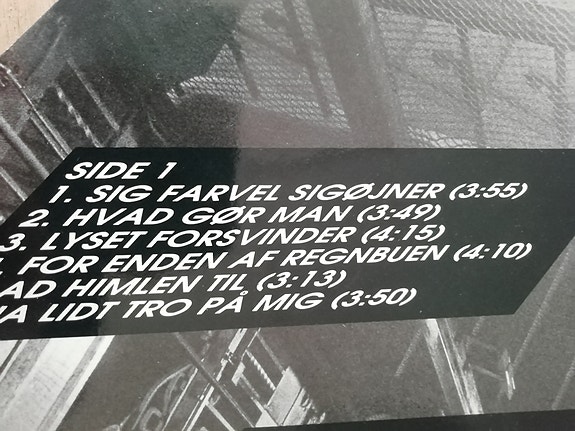 SIDE 1
1. SIG FARVEL SIGØJNER (3:55)
2. HVAD GØR MAN (3:49)
3. LYSET FORSVINDER (4:15)
. FOR ENDEN AF REGNBUEN (4:10)
AD HIMLEN TIL (3:13)
A LIDT TRO PÅ MIG (3:50)